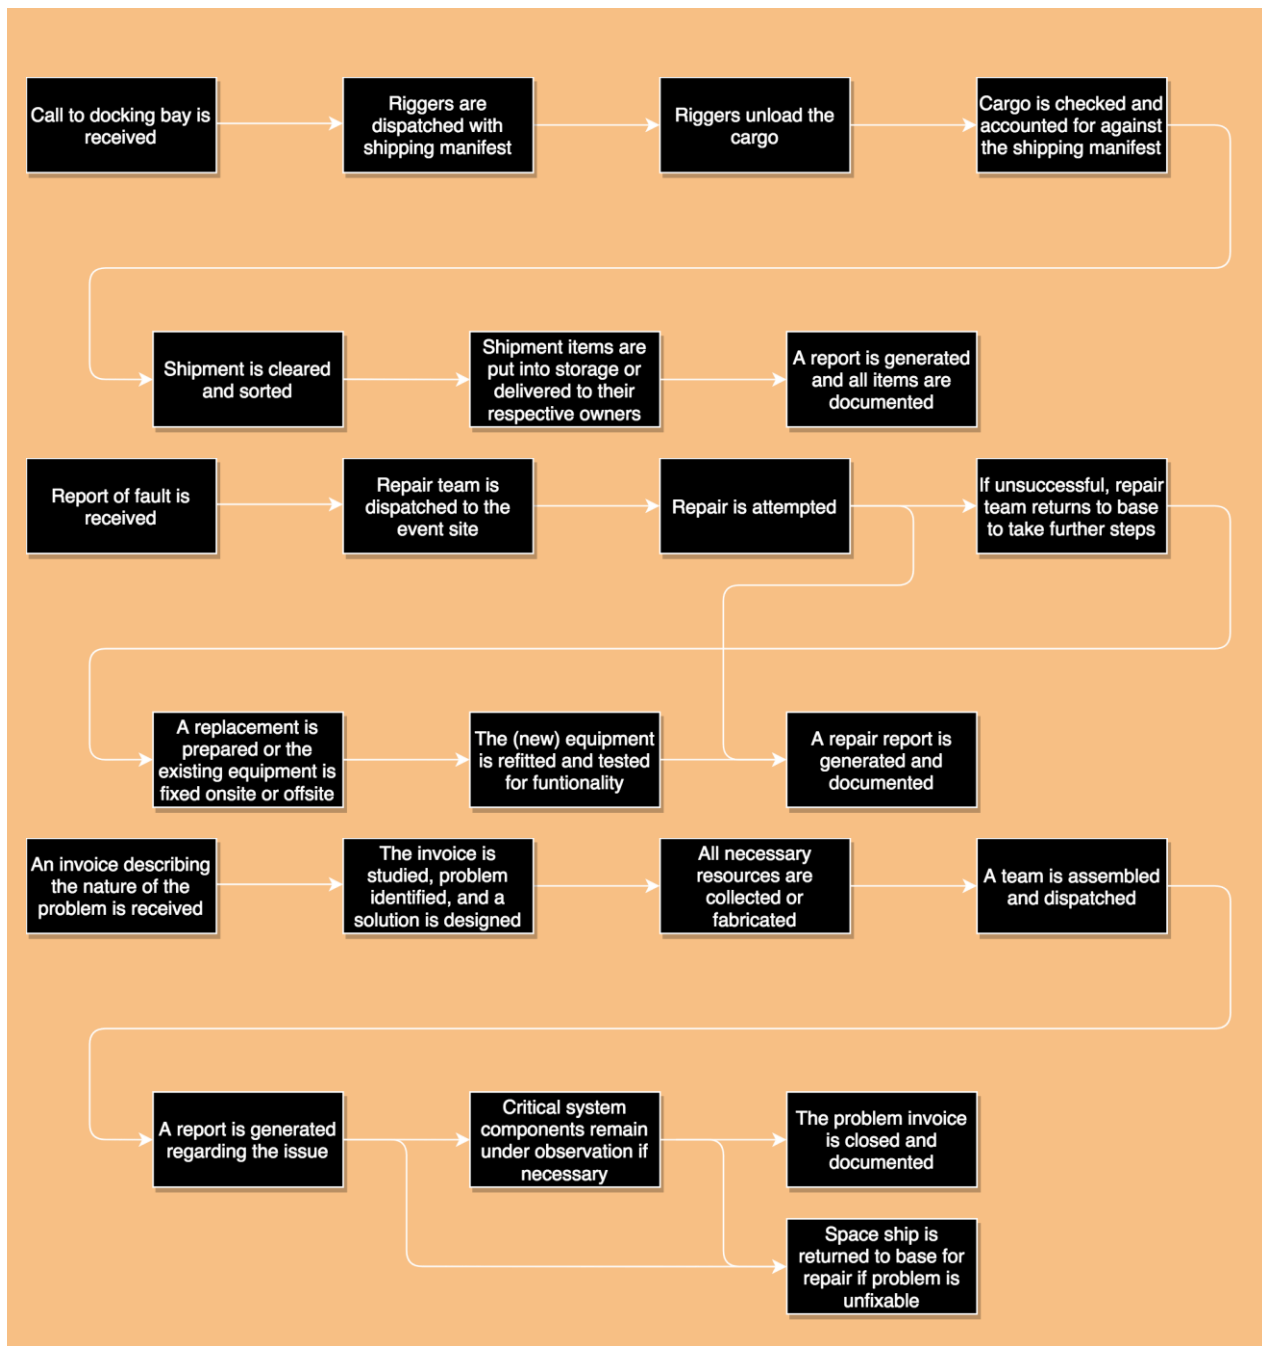 Call to docking bay is
received
Riggers are
dispatched with
shipping manifest
Riggers unload the
cargo
Cargo is checked and
accounted for against
the shipping manifest
Shipment is cleared
and sorted
Shipment items are
put into storage or
delivered to their
respective owners
A report is generated
and all items are
documented
Report of fault is
received
Repair team is
dispatched to the
event site
Repair is attempted
If unsuccessful, repair
team returns to base
to take further steps
A replacement is
prepared or the
existing equipment is
fixed onsite or offsite
The (new) equipment
is refitted and tested
for funtionality
A repair report is
generated and
documented
An invoice describing
the nature of the
problem is received
The invoice is
studied, problem
identified, and a
solution is designed
All necessary
resources are
collected or
fabricated
A team is assembled
and dispatched
A report is generated
regarding the issue
Critical system
components remain
under observation if
necessary
The problem invoice
is closed and
documented
Space ship is
returned to base for
repair if problem is
unfixable